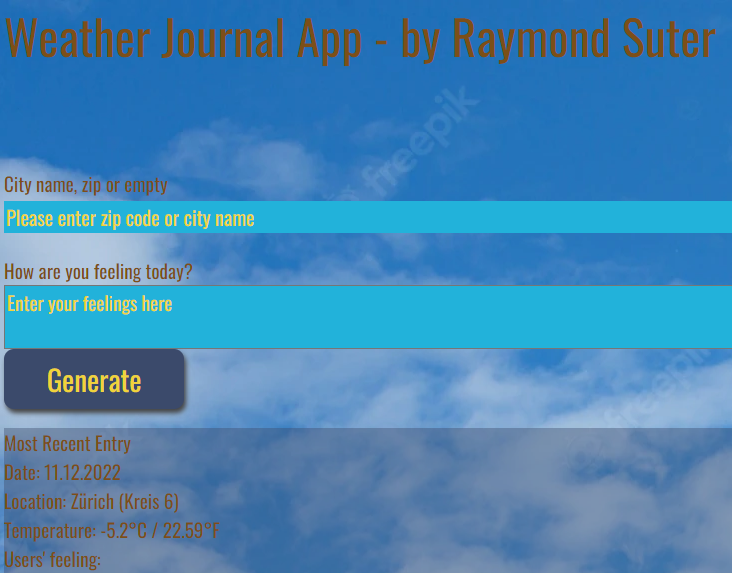 Weather Journal App - by Raymond Suter
freepik
City name, zip or empty
Please enter zip code or city name
How are you feeling today?
Enter your feelings here
Generate
freepik
Most Recent Entry
Date: 11.12.2022
Location: Zürich (Kreis 6)
Temperature: -5.2°C / 22.59°F
Users' feeling: